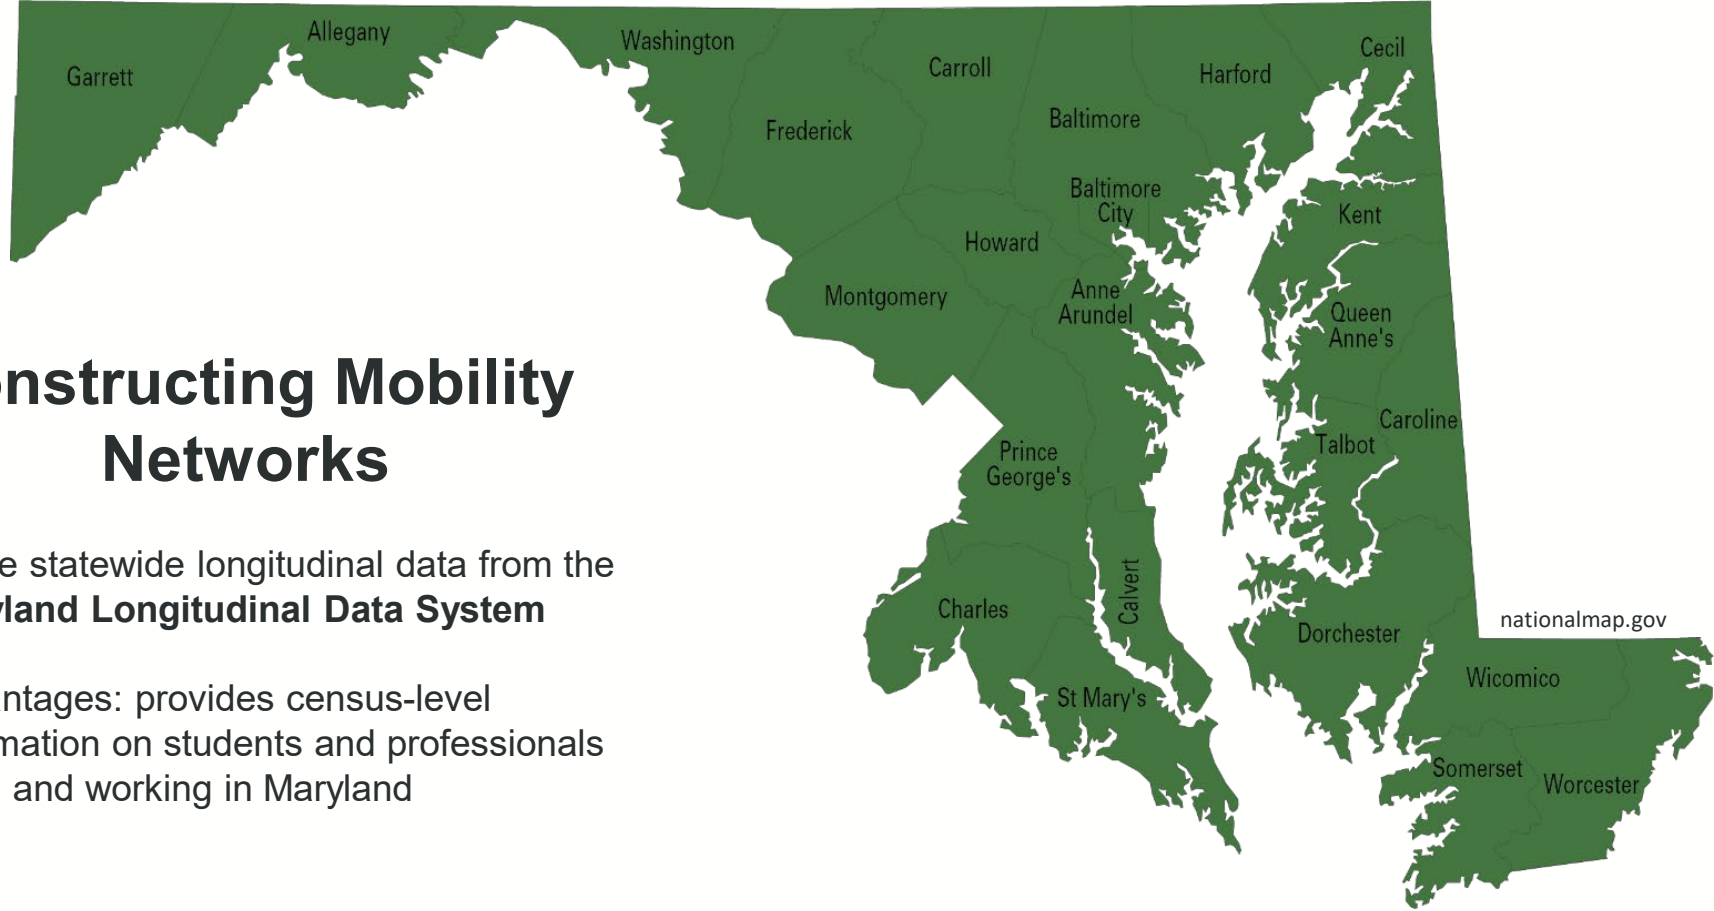 Allegany
Washington
Cecil
Garrett
Carroll
Harford
Frederick
Baltimore
Baltimore
City
Kent
Howard
Montgomery
Anne
Arundel
Queen
Anne's
onstructing Mobility
Networks
Caroline
Talbot
Prince
George's
e statewide longitudinal data from the
yland Longitudinal Data System
Calvert
Charles
nationalmap.gov
Dorchester
Wicomico
St Mary's
ntages: provides census-level
mation on students and professionals
and working in Maryland
Somerset
Worcester